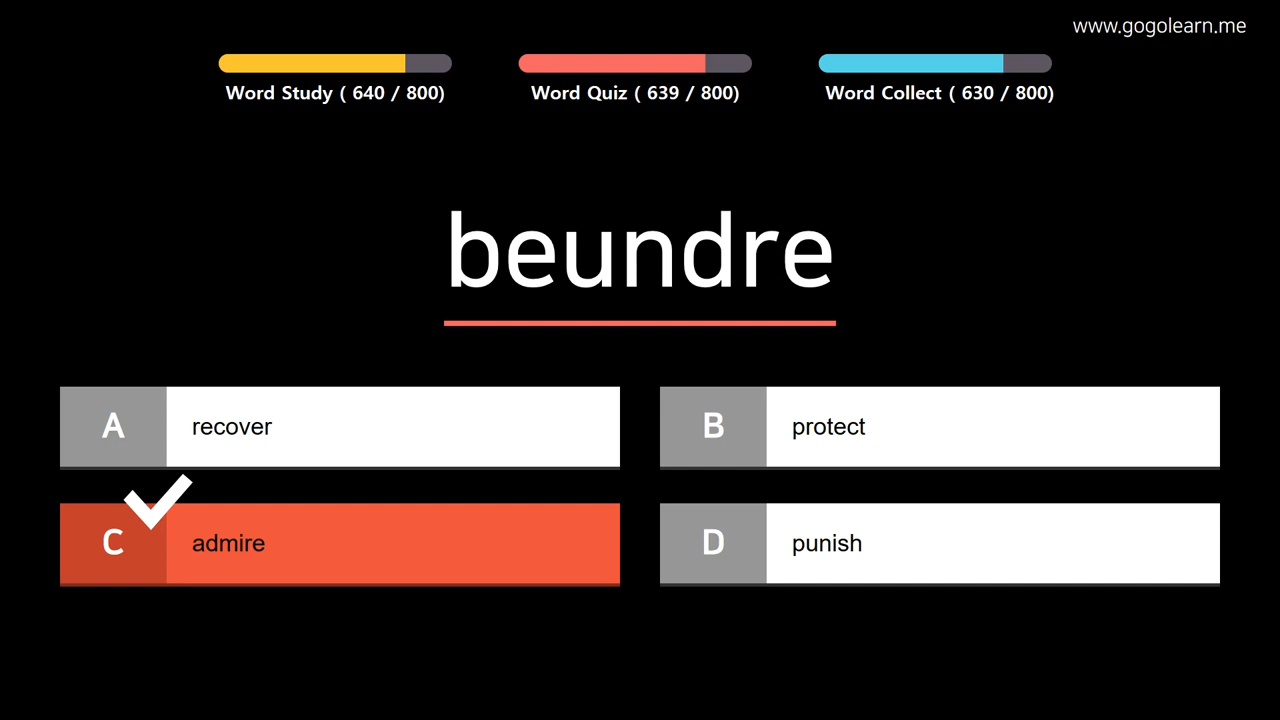 www.gogolearn.me
Word Study ( 640 / 800)
Word Quiz ( 639 / 800)
Word Collect ( 630 / 800)
beundre
A recover
B protect
C admire
D punish